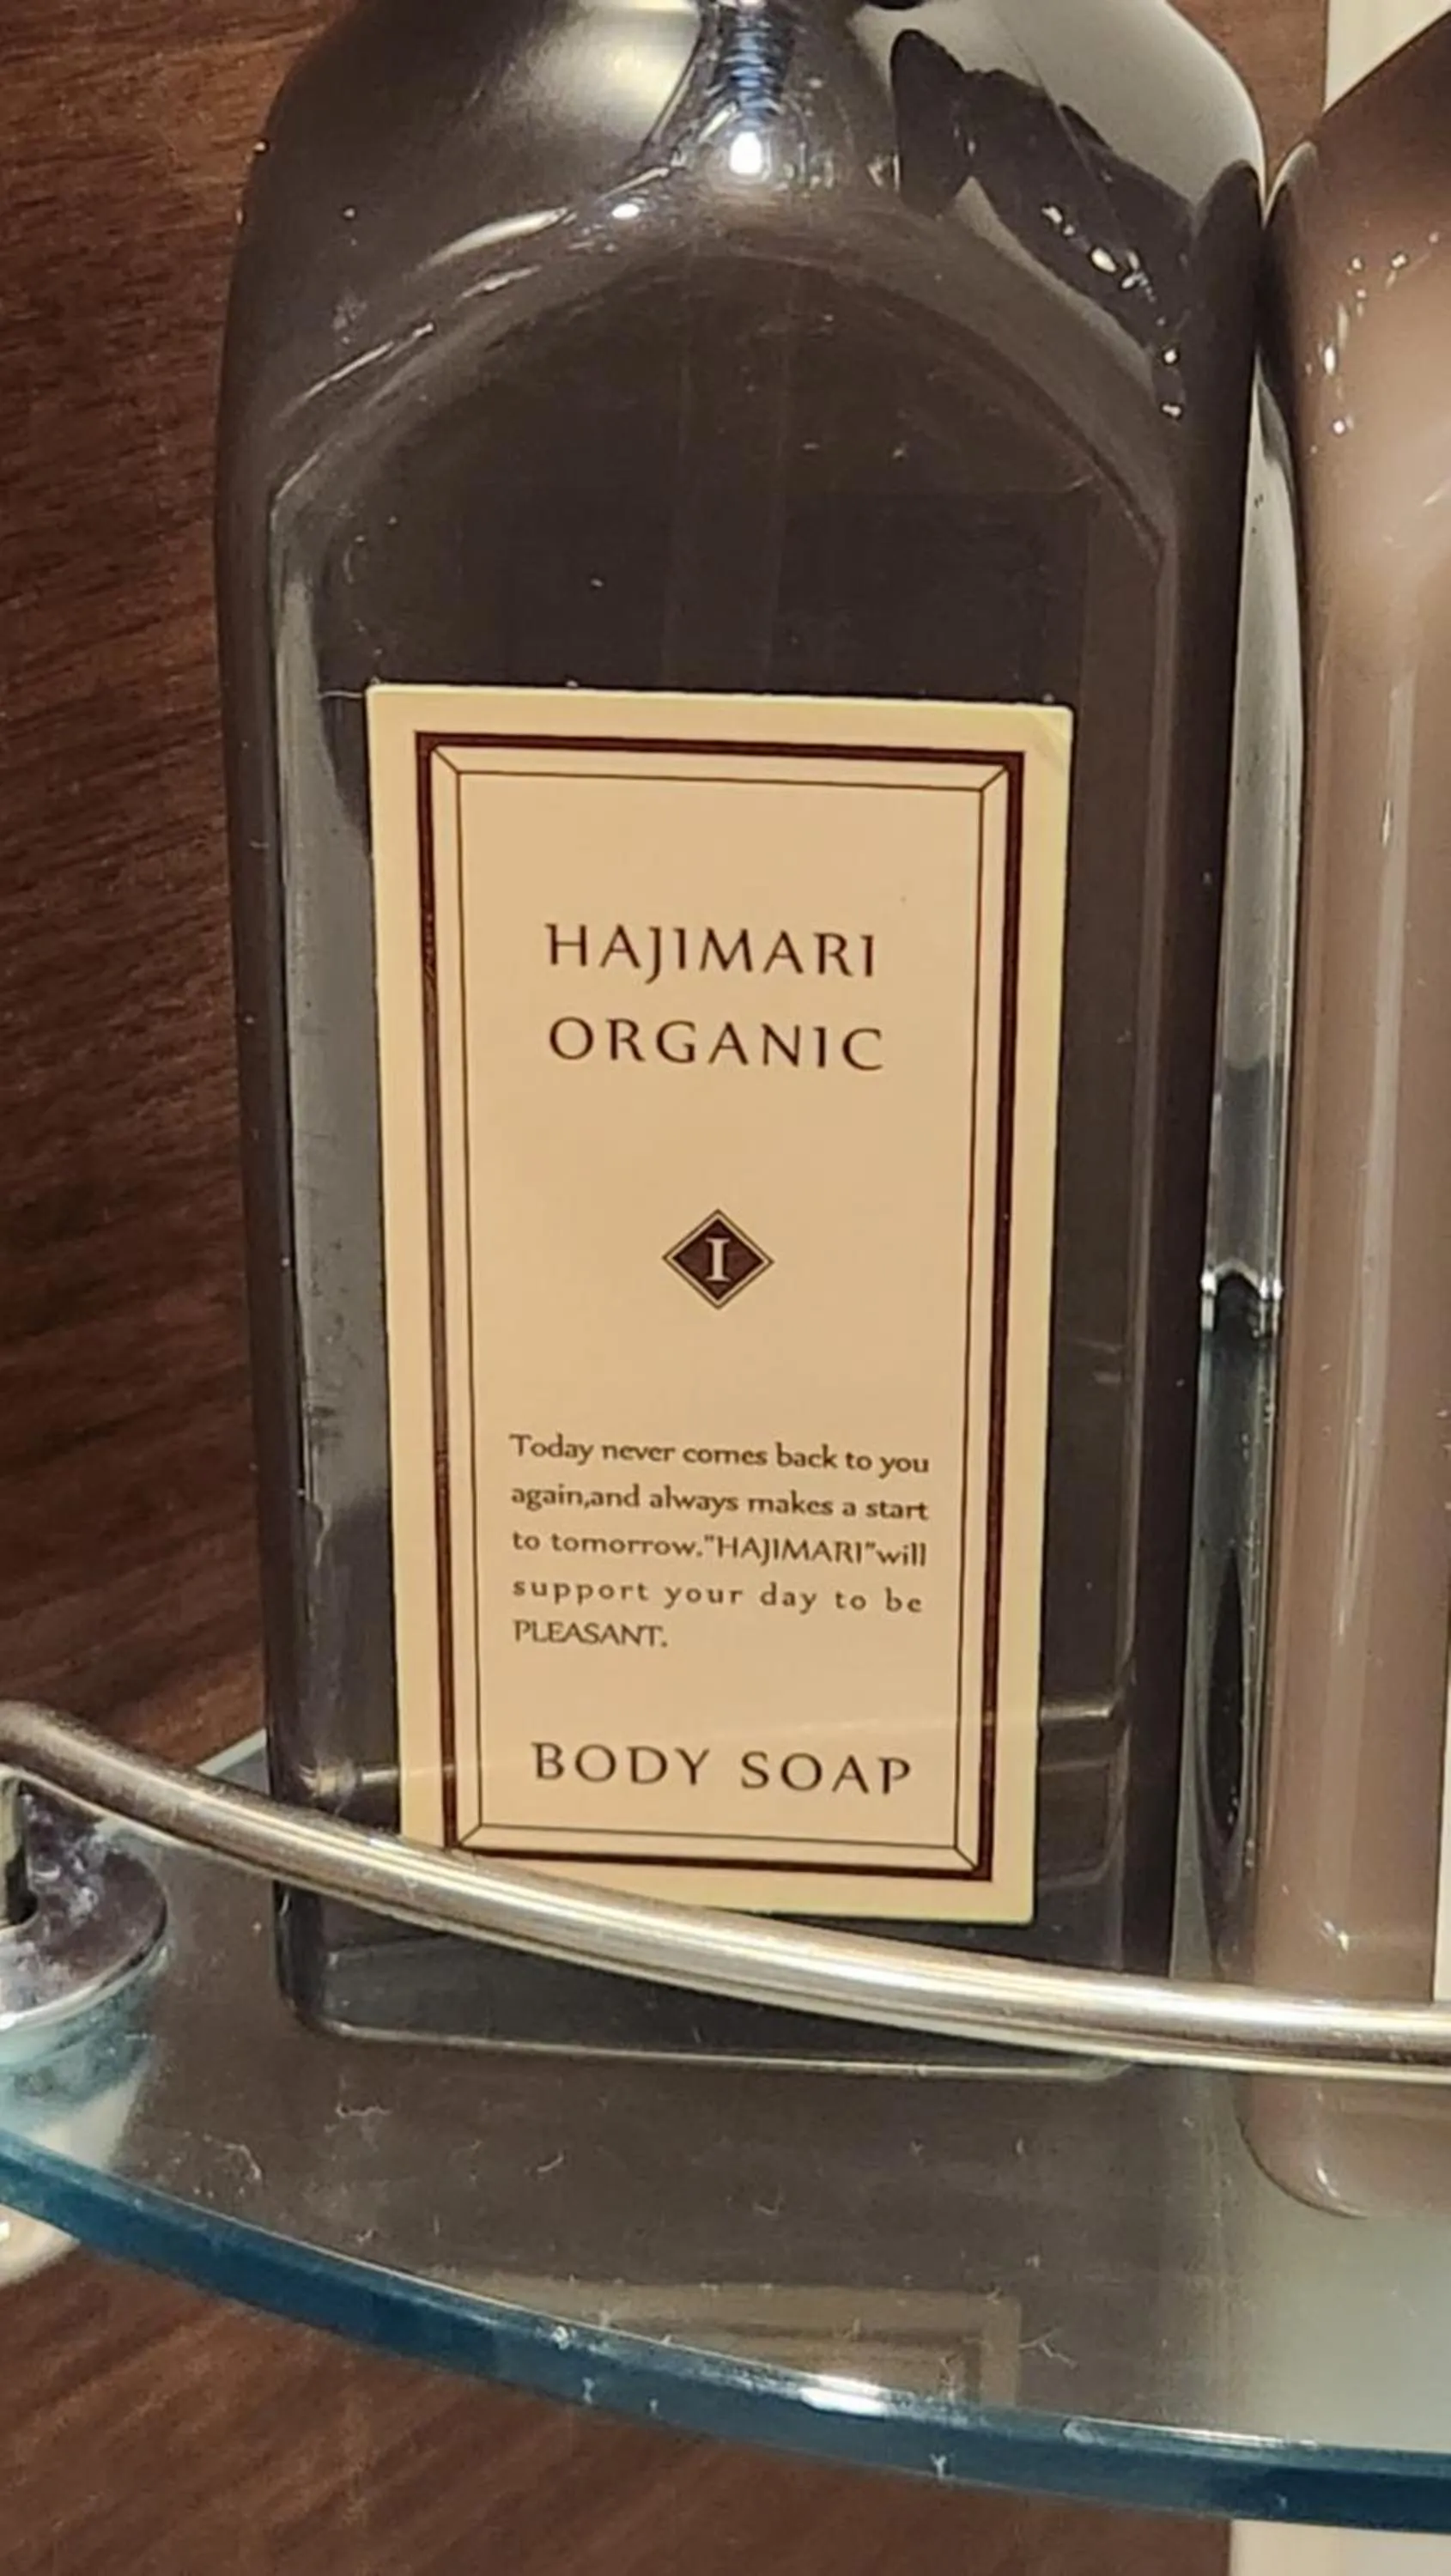 HAJIMARI
ORGANIC
I
Today never comes back to you
again,and always makes a start
to tomorrow."HAJIMARI"will
support your day to be
PLEASANT.
BODY SOAP